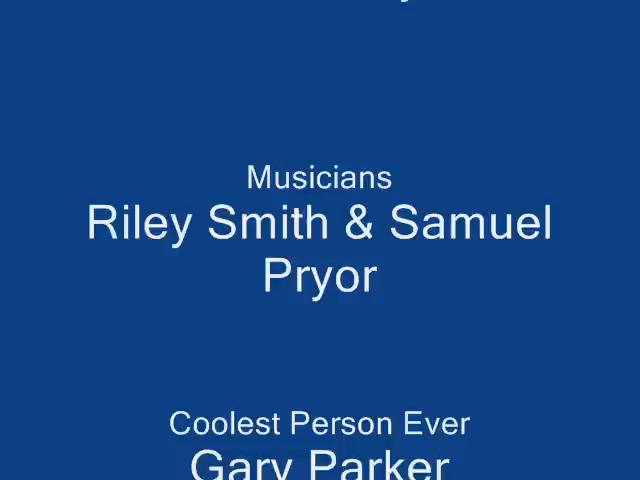 Musicians
Riley Smith & Samuel
Pryor
Coolest Person Ever
Gary Parker